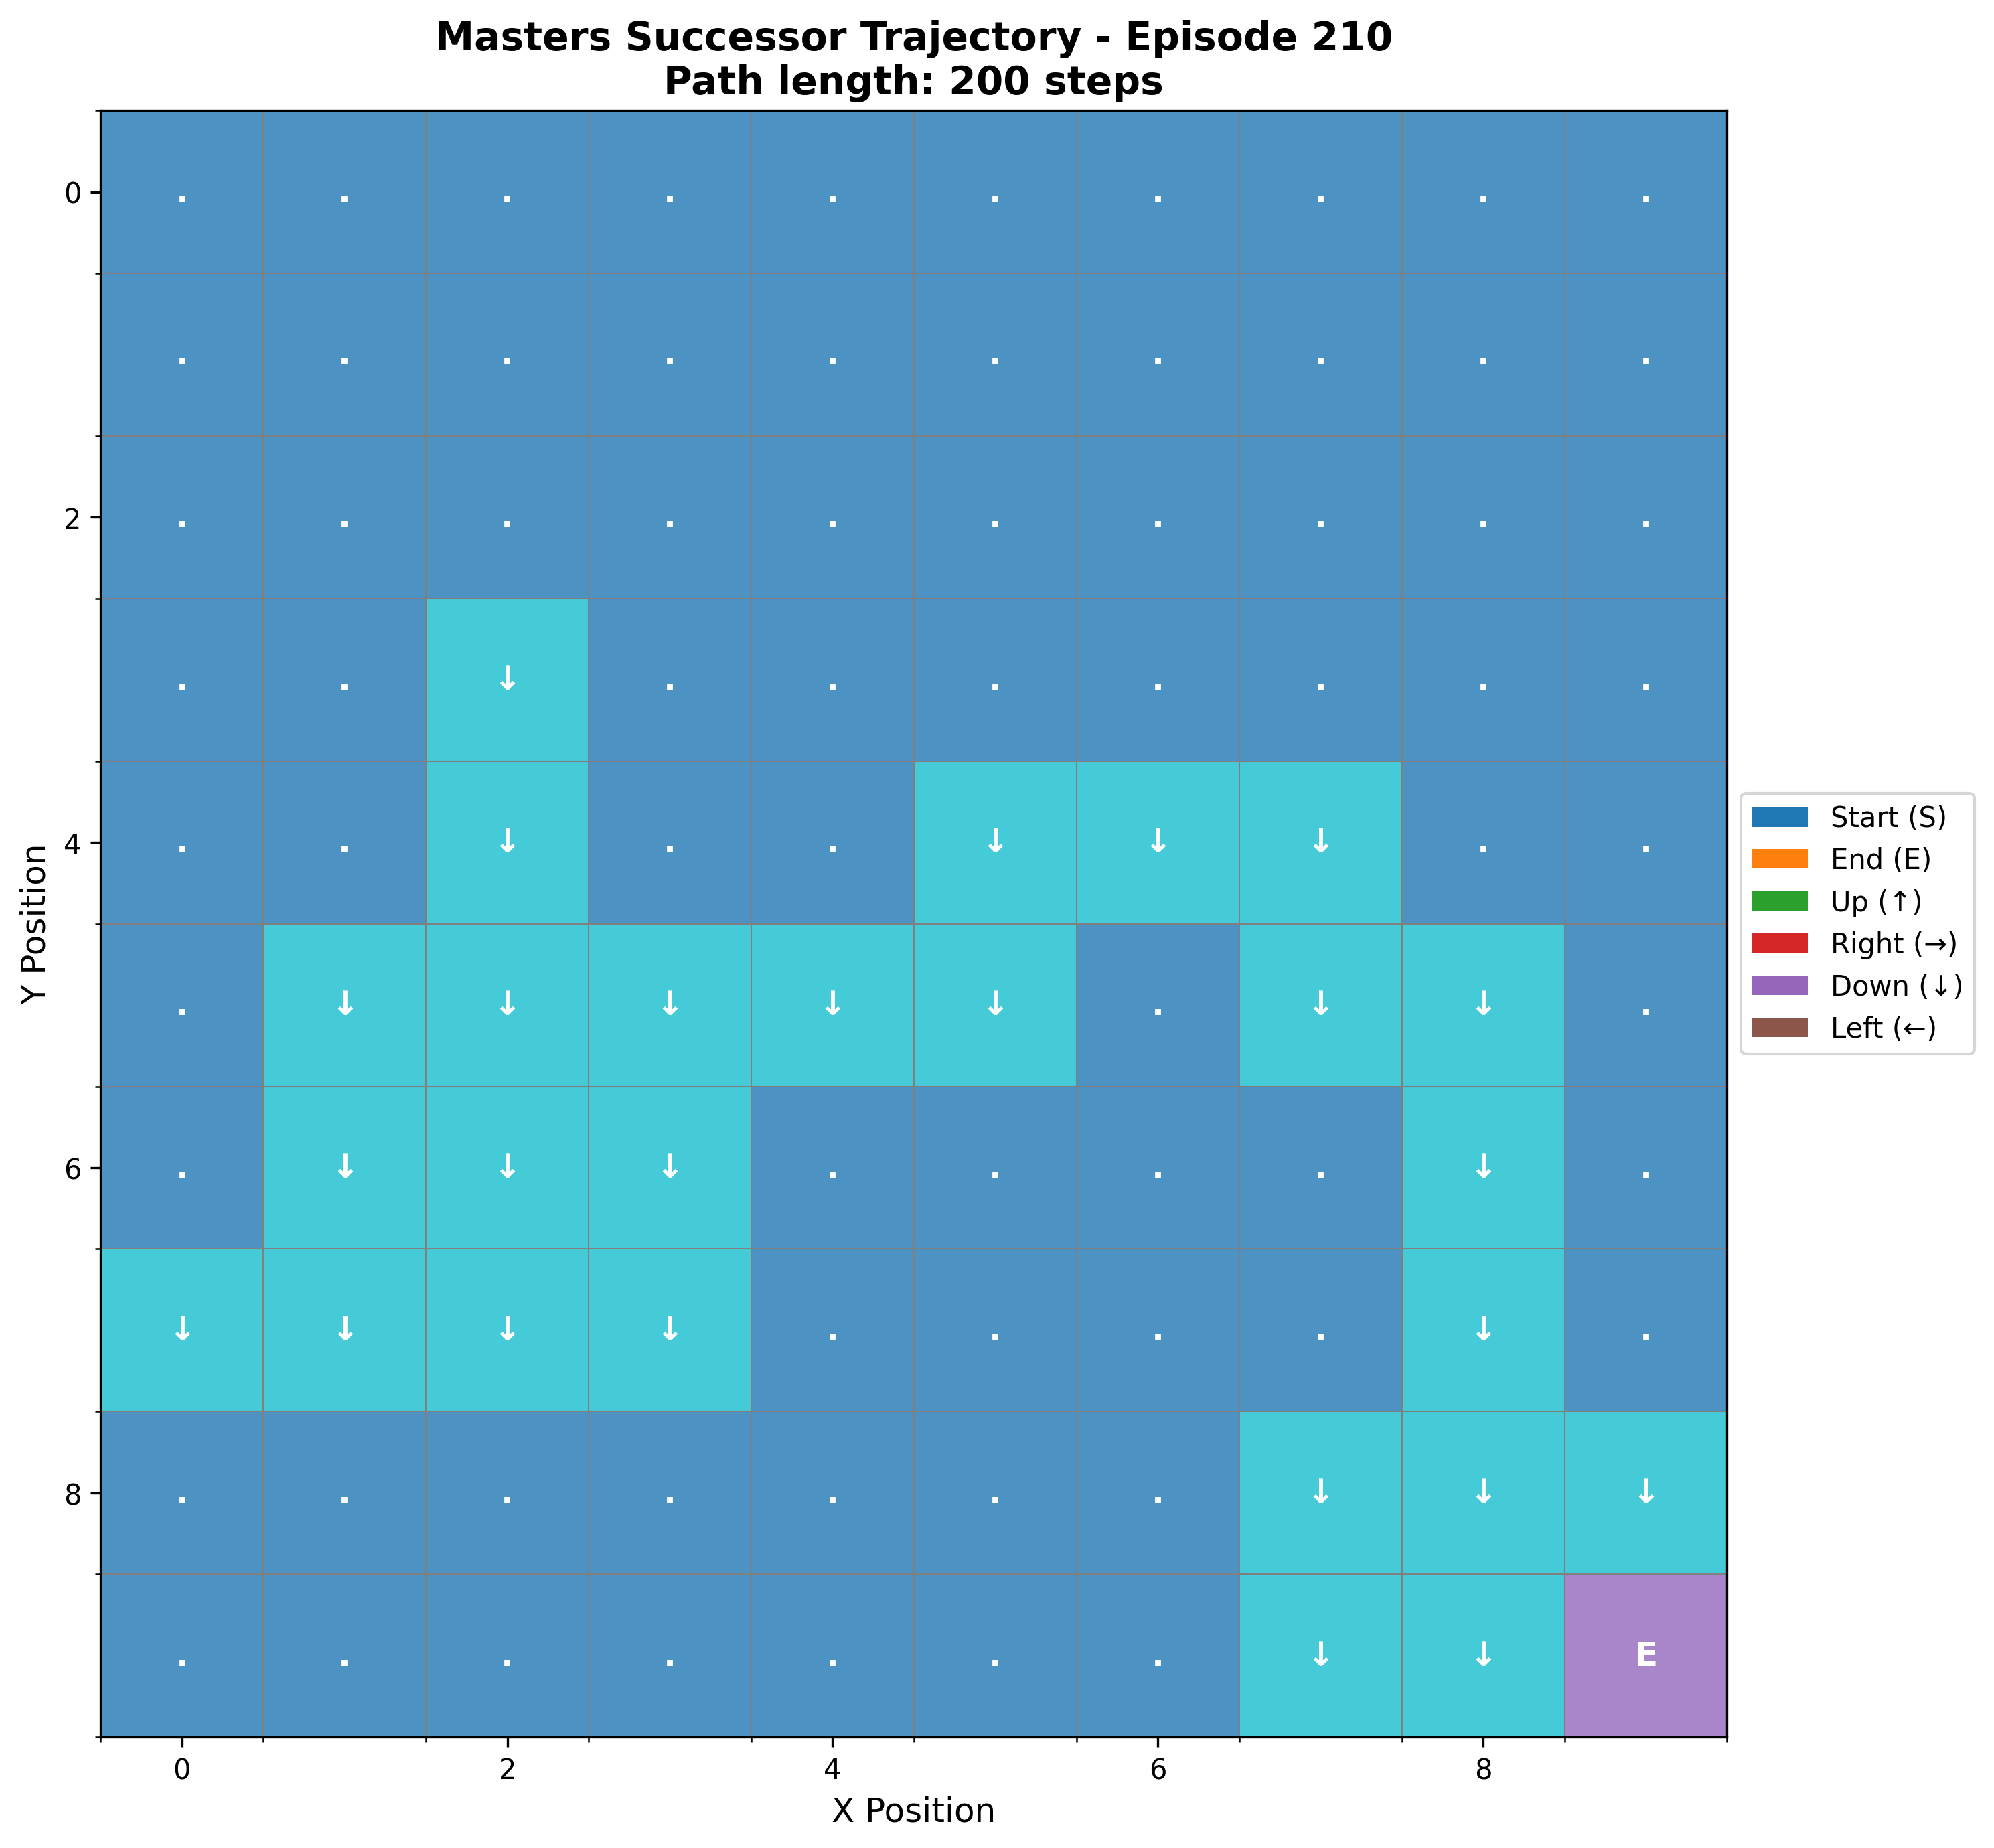 Masters Successor Trajectory - Episode 210
Path length: 200 steps
0 . . . . . . . . . .
. . . . . . . . . .
2 . . . . . . . . . .
. . ↓ . . . . . . .
4 . . ↓ . . ↓ ↓ ↓ . .
. ↓ ↓ ↓ ↓ ↓ . ↓ ↓ .
6 . ↓ ↓ ↓ . . . . ↓ .
↓ ↓ ↓ ↓ . . . . ↓ .
8 . . . . . . . ↓ ↓ ↓
. . . . . . . ↓ ↓ E
0 2 4 6 8
X Position
Y Position
Start (S)
End (E)
Up (↑)
Right (→)
Down (↓)
Left (←)